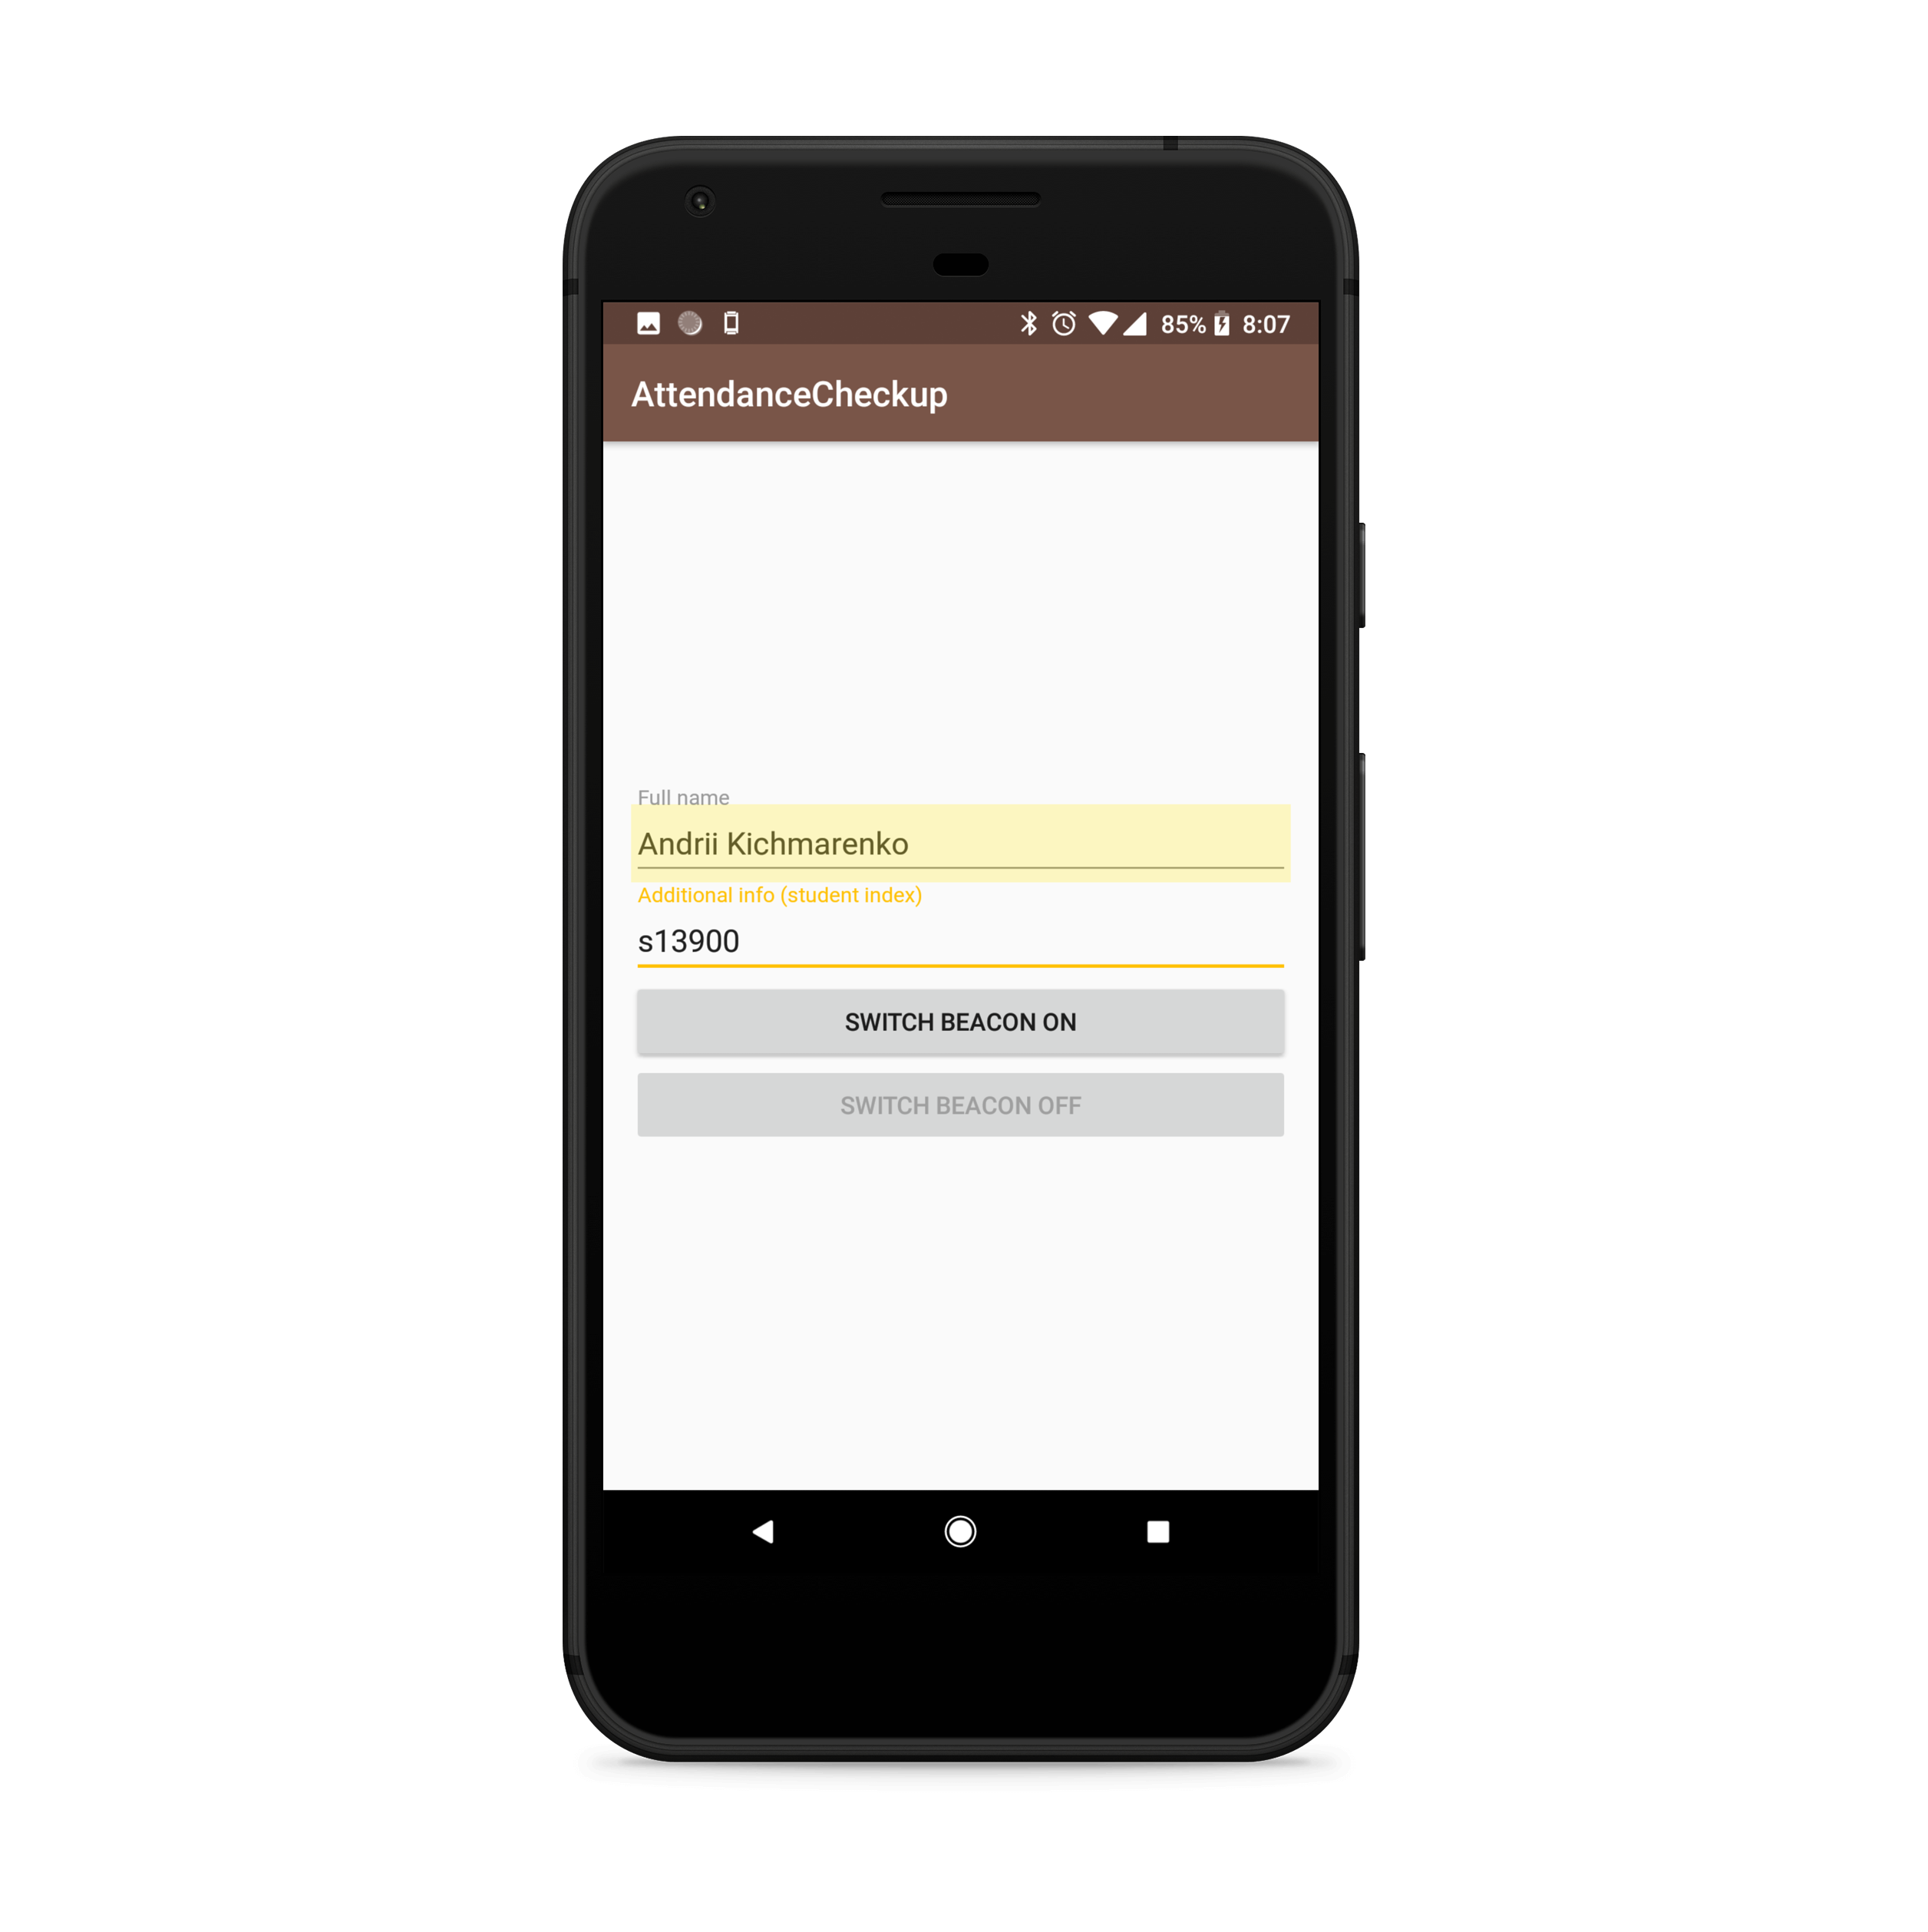 85% 8:07
AttendanceCheckup
Full name
Andrii Kichmarenko
Additional info (student index)
s13900
SWITCH BEACON ON
SWITCH BEACON OFF